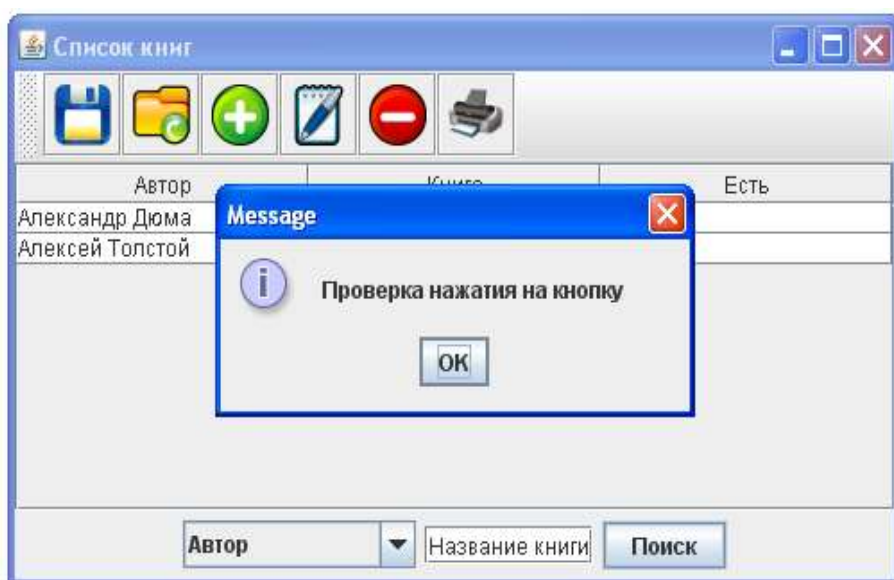 Список книг
Автор
Есть
Александр Дюма
Алексей Толстой
Message
Проверка нажатия на кнопку
OK
Автор
Название книги
Поиск